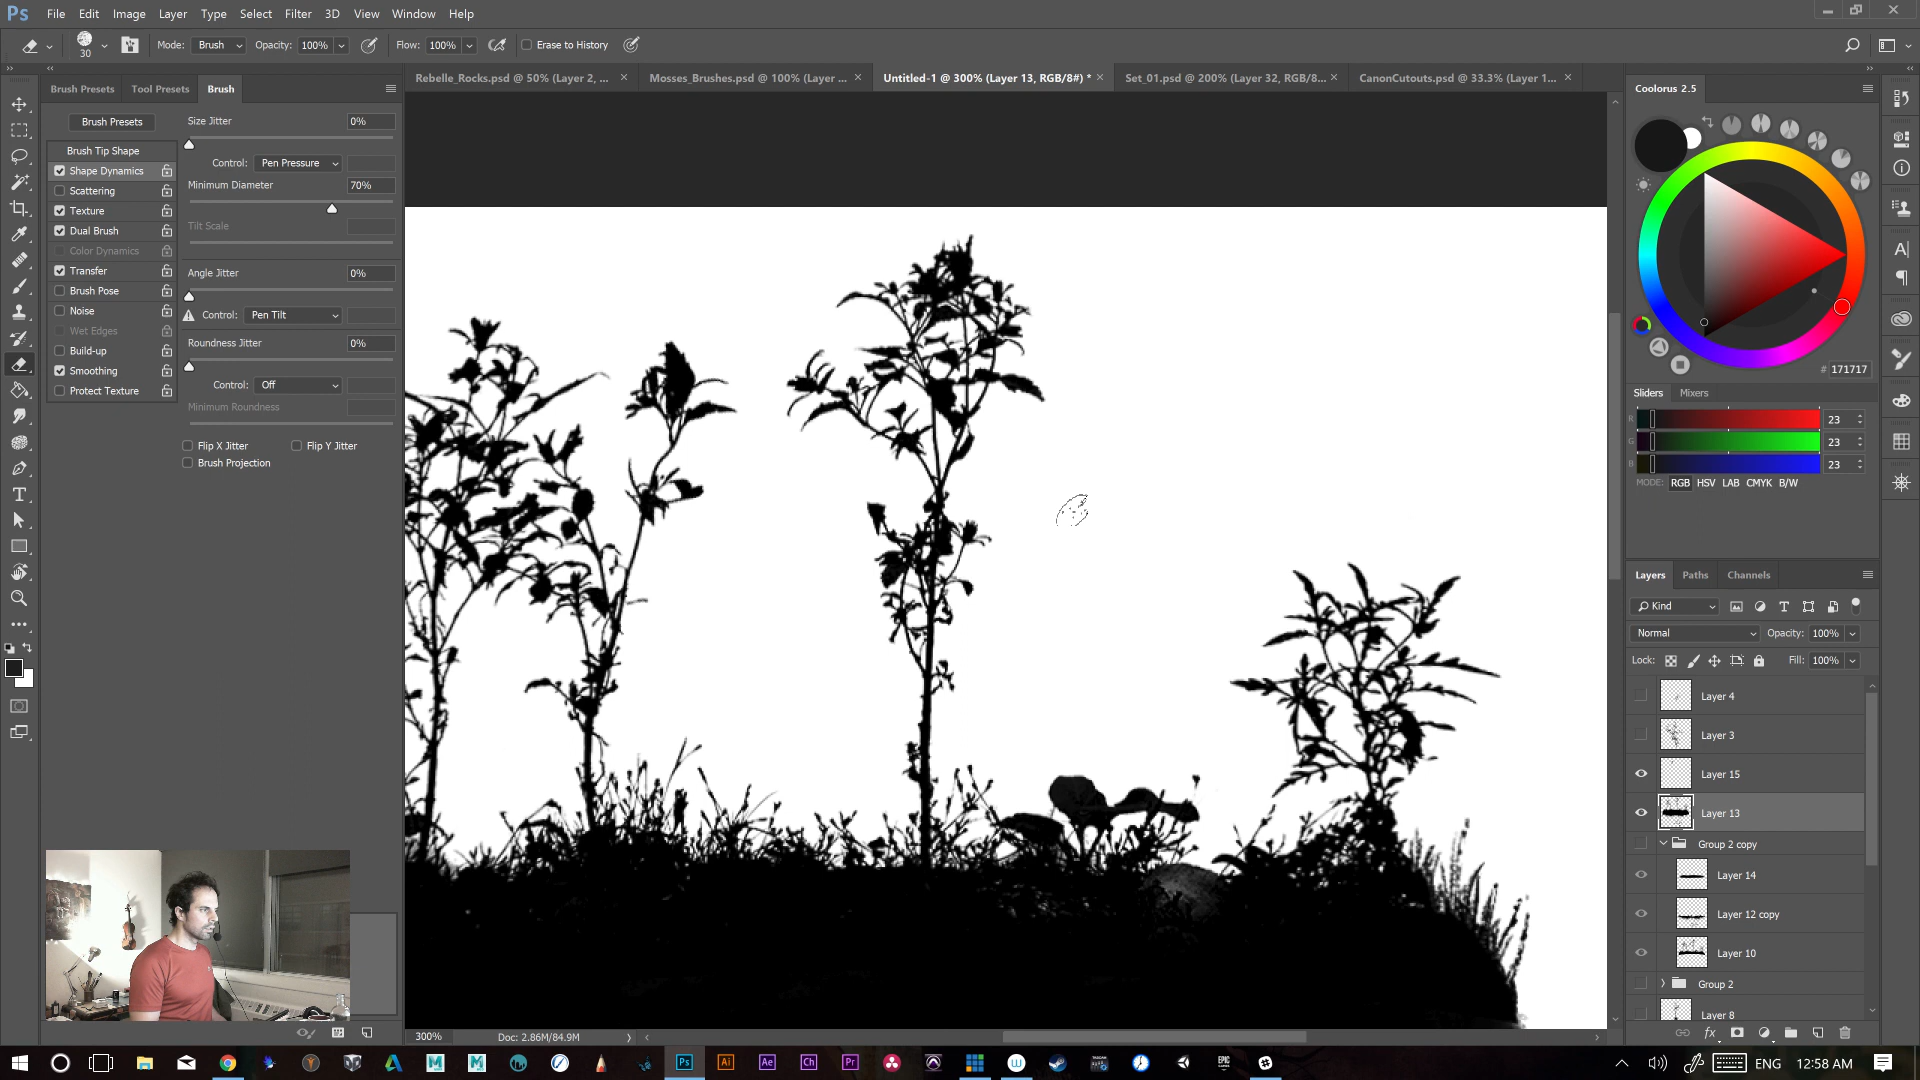 Ps File Edit Image Layer Type Select Filter 3D View Window Help
30 Mode: Brush Opacity: 100% Flow: 100% Erase to History
Rebelle_Rocks.psd @ 50% (Layer 2, ... Mosses_Brushes.psd @ 100% (Layer ... Untitled-1 @ 300% (Layer 13, RGB/8#) * Set_01.psd @ 200% (Layer 32, RGB/8... CanonCutouts.psd @ 33.3% (Layer 1...
Brush Presets Tool Presets Brush
Brush Presets
Brush Tip Shape
Shape Dynamics
Scattering
Texture
Dual Brush
Color Dynamics
Transfer
Brush Pose
Noise
Wet Edges
Build-up
Smoothing
Protect Texture
Size Jitter 0%
Control: Pen Pressure
Minimum Diameter 70%
Tilt Scale
Angle Jitter 0%
Control: Pen Tilt
Roundness Jitter 0%
Control: Off
Minimum Roundness
Flip X Jitter Flip Y Jitter
Brush Projection
Coolorus 2.5
# 171717
Sliders Mixers
R 23
G 23
B 23
MODE: RGB HSV LAB CMYK B/W
Layers Paths Channels
Kind
Normal Opacity: 100%
Lock: Fill: 100%
Layer 4
Layer 3
Layer 15
Layer 13
Group 2 copy
Layer 14
Layer 12 copy
Layer 10
Group 2
Layer 8
fx
300% Doc: 2.86M/84.9M
Ps Ai Ae Ch Pr
ENG 12:58 AM